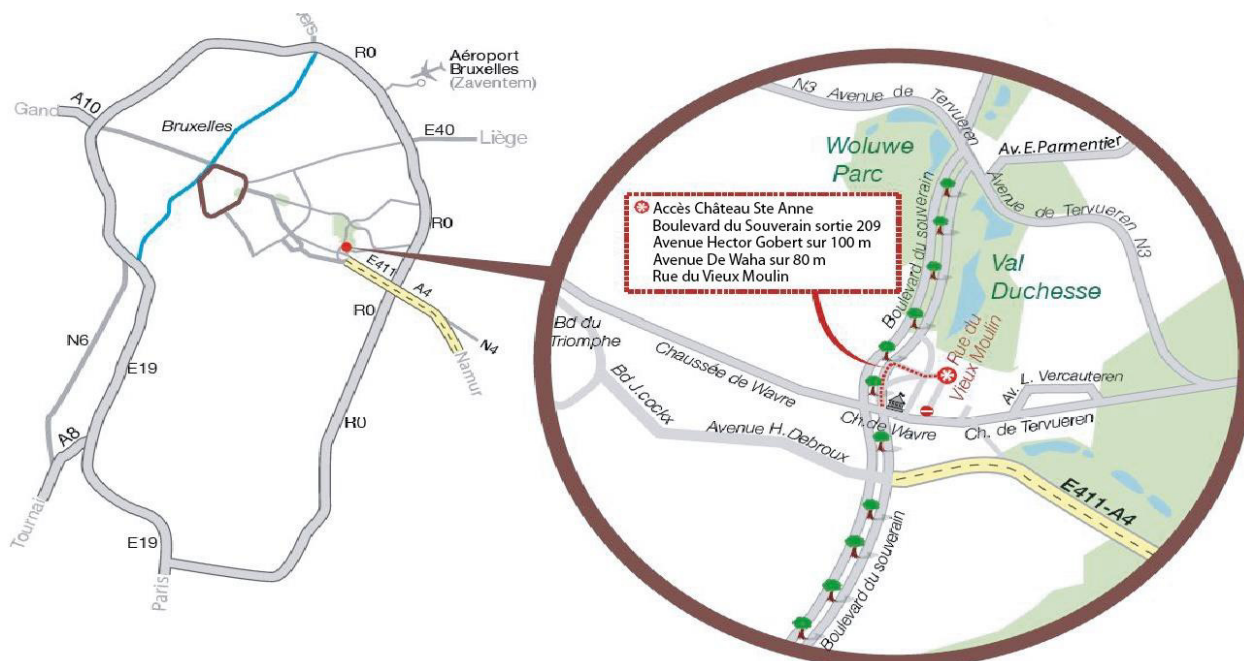 ers
R0
Aéroport
Bruxelles
(Zaventem)
A10
Gand
Bruxelles
E40
Liège
R0
E411
A4
R0
N4
Namur
N6
E19
R0
A8
Tournai
E19
Paris
N3 Avenue de Tervueren
Woluwe
Parc
Av.E.Parmentier
Avenue de Tervueren N3
Accès Château Ste Anne
Boulevard du Souverain sortie 209
Avenue Hector Gobert sur 100 m
Avenue De Waha sur 80 m
Rue du Vieux Moulin
Boulevard du souverain
Val
Duchesse
Bd du
Triomphe
Rue du
Vieux Moulin
Chaussée de Wavre
Bd J.cockx
Av. L. Vercauteren
Ch.de Wavre
Ch. de Tervueren
Avenue H.Debroux
E411-A4
Boulevard du souverain